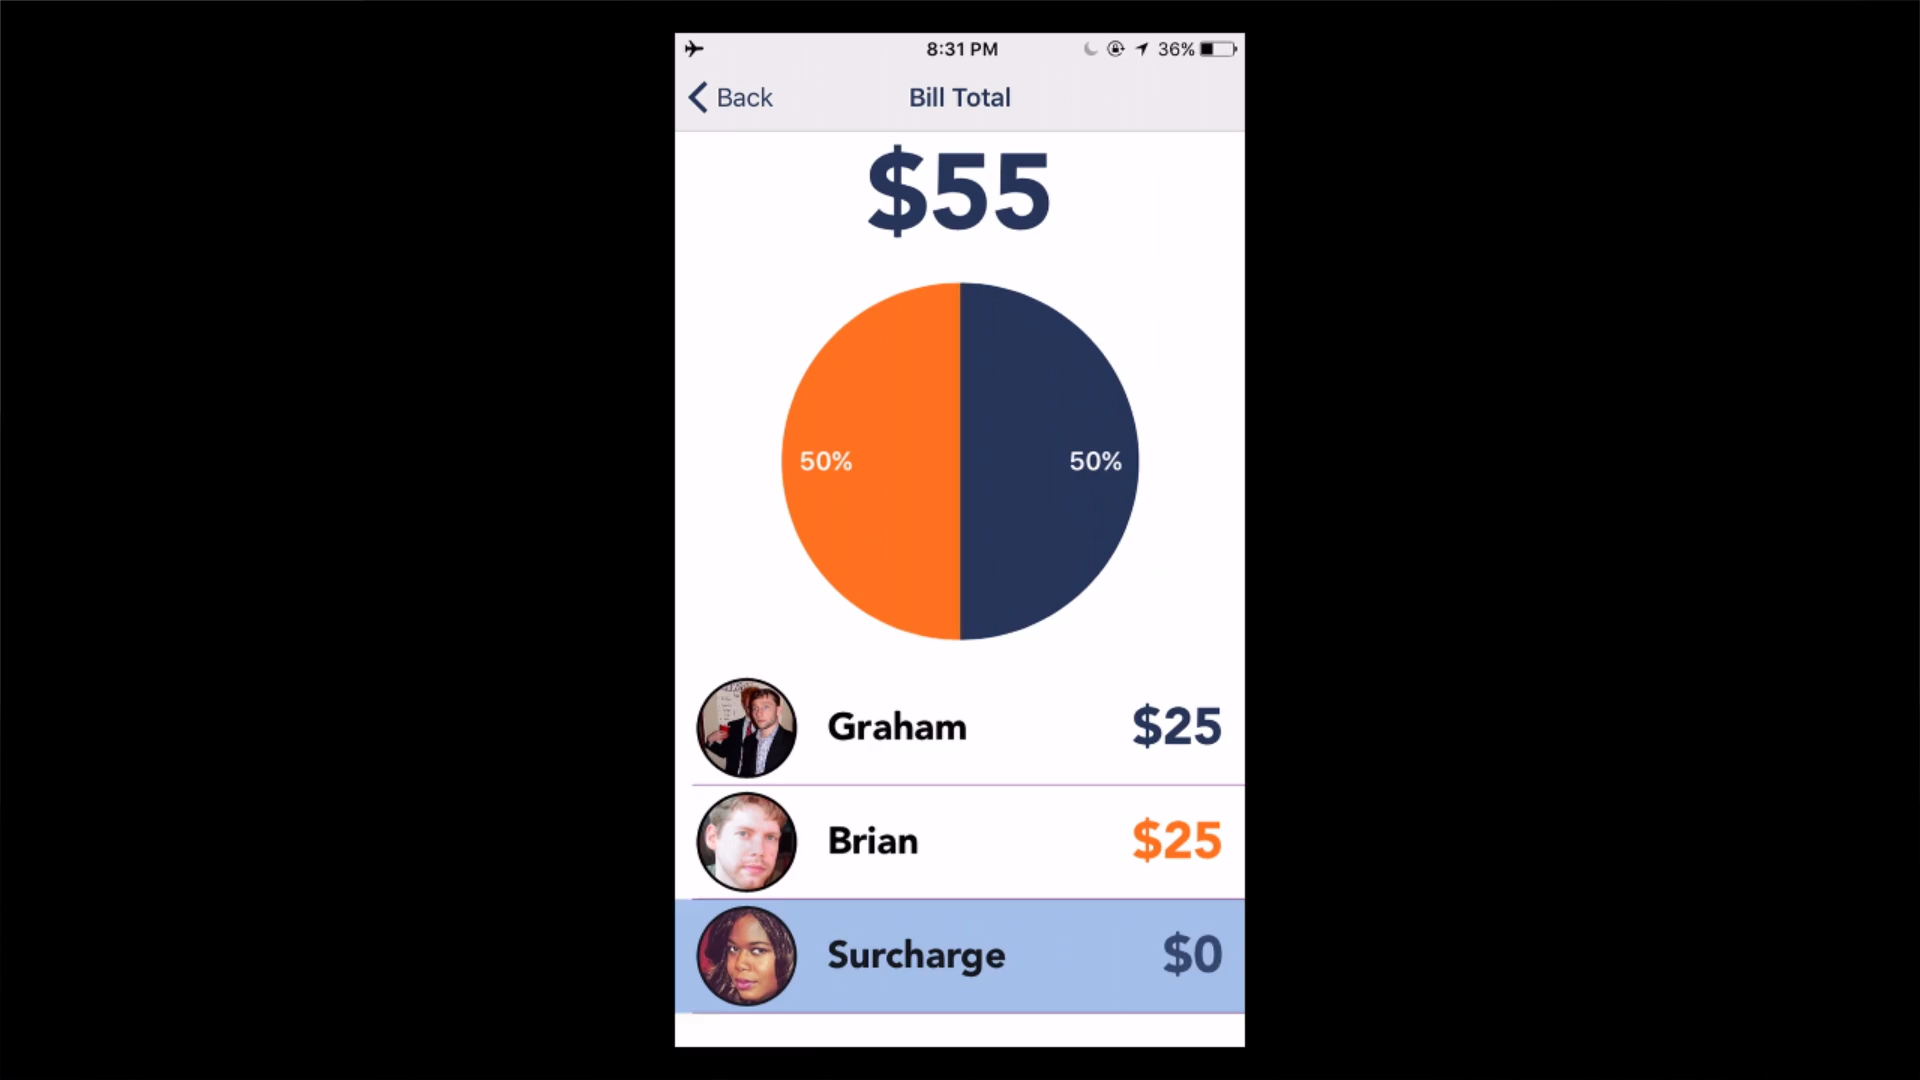 8:31 PM
36%
Back
Bill Total
$55
50%
50%
Graham
$25
Brian
$25
Surcharge
$0